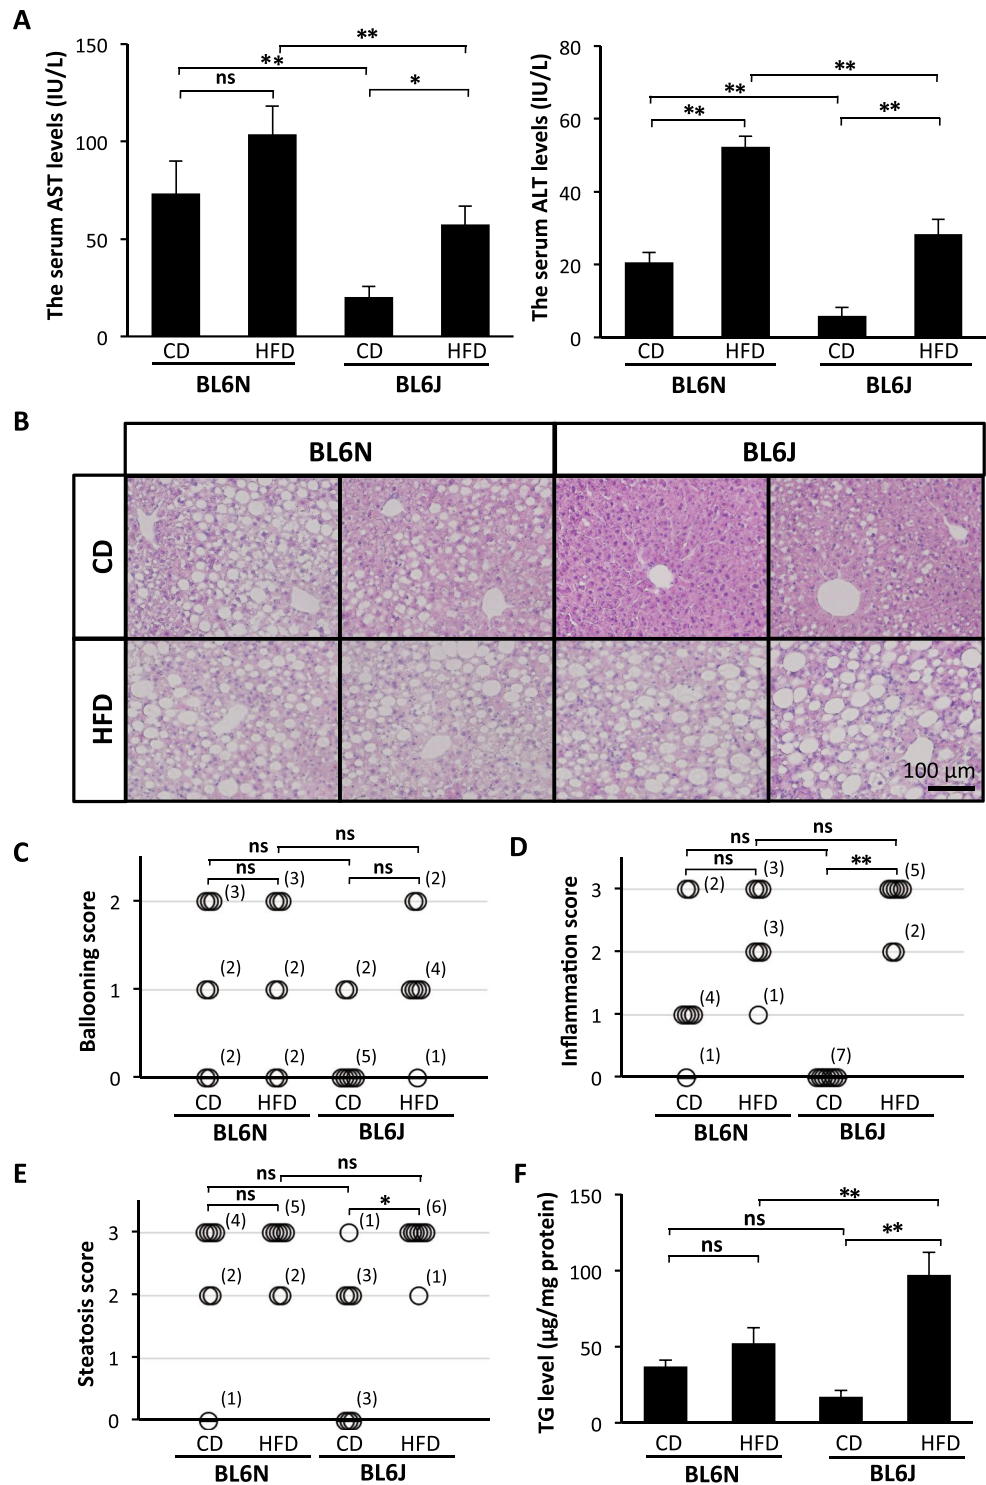 A
The serum AST levels (IU/L)
150
100
50
0
**
**
ns
*
CD HFD CD HFD
BL6N BL6J
The serum ALT levels (IU/L)
80
60
40
20
0
**
**
**
**
CD HFD CD HFD
BL6N BL6J
B
BL6N BL6J
CD
HFD
100 μm
C
Ballooning score
2
1
0
ns
ns
ns
ns
(3) (3) (2)
(2) (2) (2) (4)
(2) (2) (5) (1)
CD HFD CD HFD
BL6N BL6J
D
Inflammation score
3
2
1
0
ns
ns
ns
**
(2) (3) (5)
(3) (2)
(4) (1)
(1) (7)
CD HFD CD HFD
BL6N BL6J
E
Steatosis score
3
2
1
0
ns
ns
ns
*
(4) (5) (1) (6)
(2) (2) (3) (1)
(1) (3)
CD HFD CD HFD
BL6N BL6J
F
TG level (μg/mg protein)
150
100
50
0
**
ns
ns
**
CD HFD CD HFD
BL6N BL6J